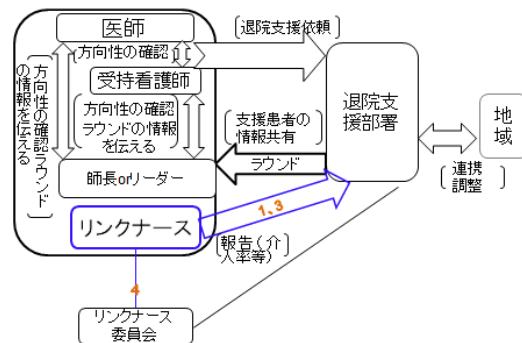 医師
方向性の確認
受持看護師
方向性の確認
ラウンドの情報
を伝える
方向性の確認ラウンド
の情報を伝える
師長orリーダー
リンクナース
4
リンクナース
委員会
退院支援依頼
支援患者の
情報共有
ラウンド
1、3
報告(介
入率等)
退院支
援部署
連携
調整
地
域